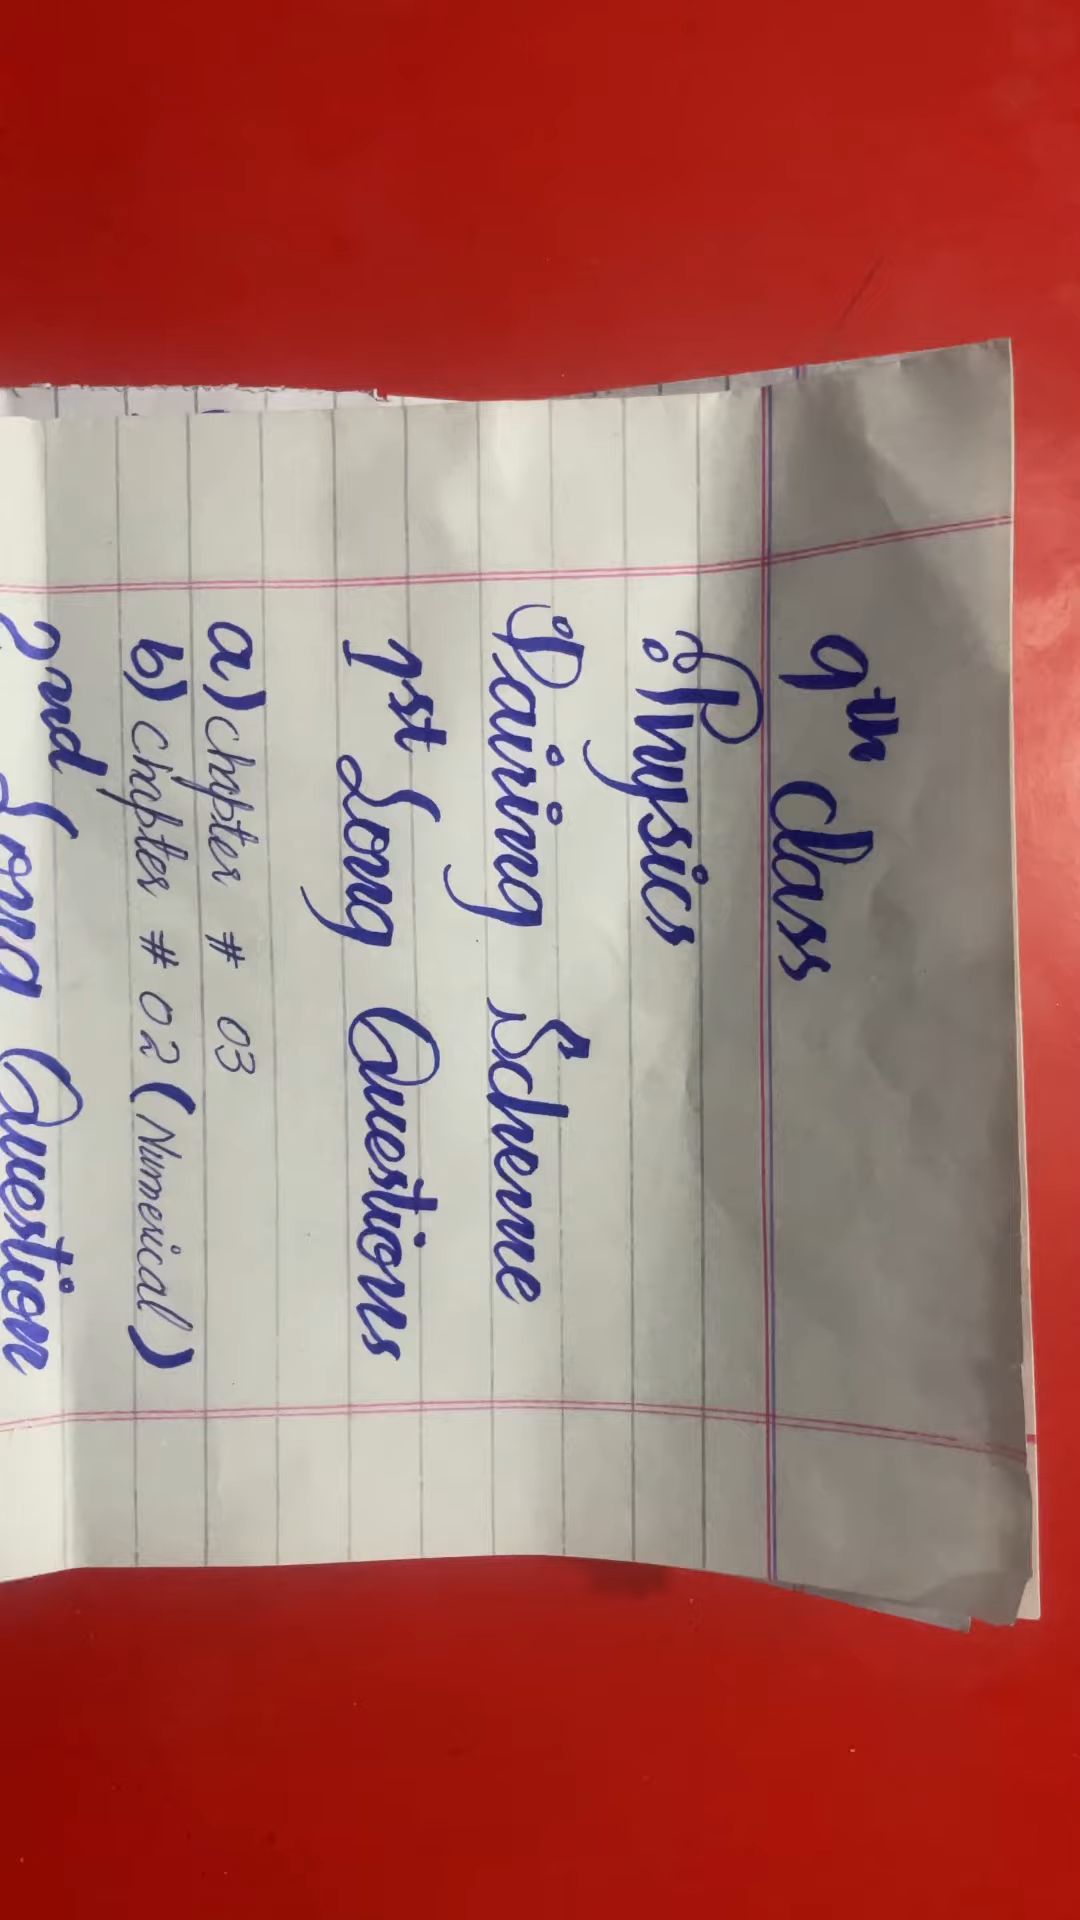 9th Class
Physics
Pairing Scheme
1st Long Questions
a) Chapter # 03
b) Chapter # 02 (Numerical)
2nd Long Question